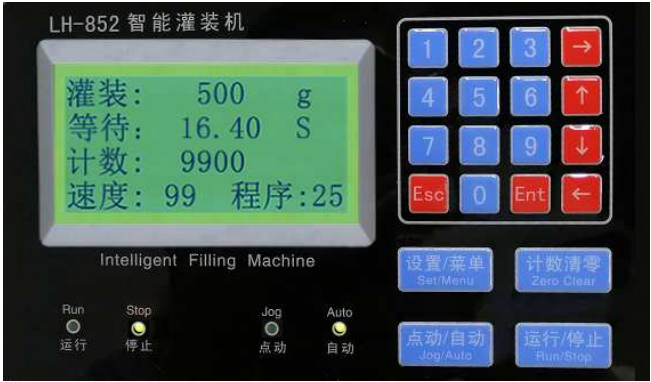 LH-852 智能灌装机
灌装: 500 g
等待: 16.40 S
计数: 9900
速度: 99 程序:25
Intelligent Filling Machine
Run Stop Jog Auto
运行 停止 点动 自动
1 2 3 →
4 5 6 ↑
7 8 9 ↓
Esc 0 Ent ←
设置/菜单 计数清零
Set/Menu Zero Clear
点动/自动 运行/停止
Jog/Auto Run/Stop